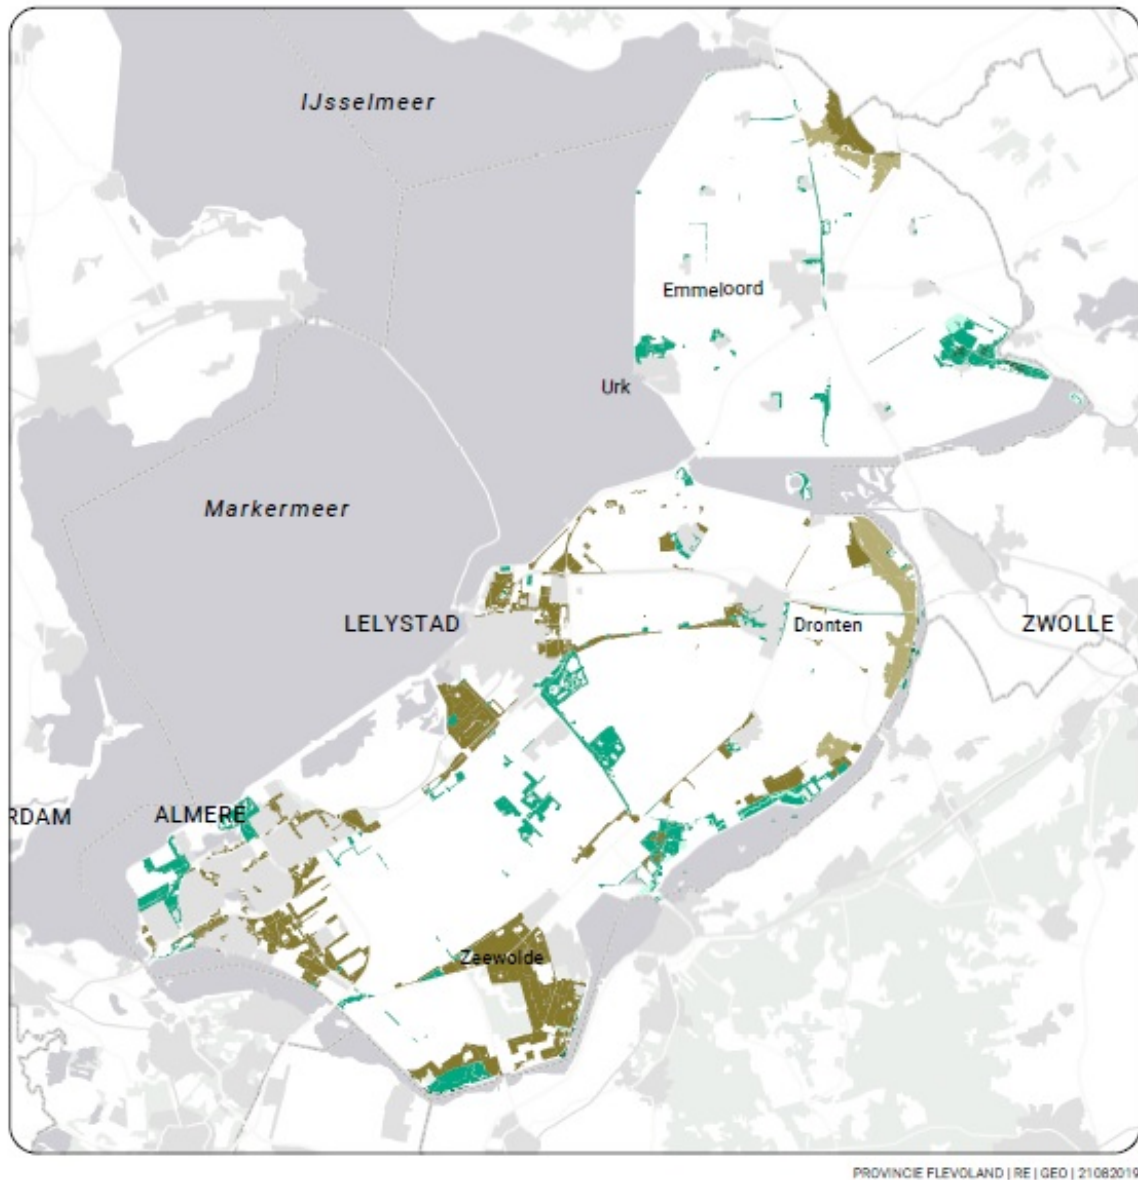 IJsselmeer
Emmeloord
Urk
Markermeer
LELYSTAD
Dronten
ZWOLLE
RDAM
ALMERE
Zeewolde
PROVINCIE FLEVOLAND | RE | GEO | 21082019